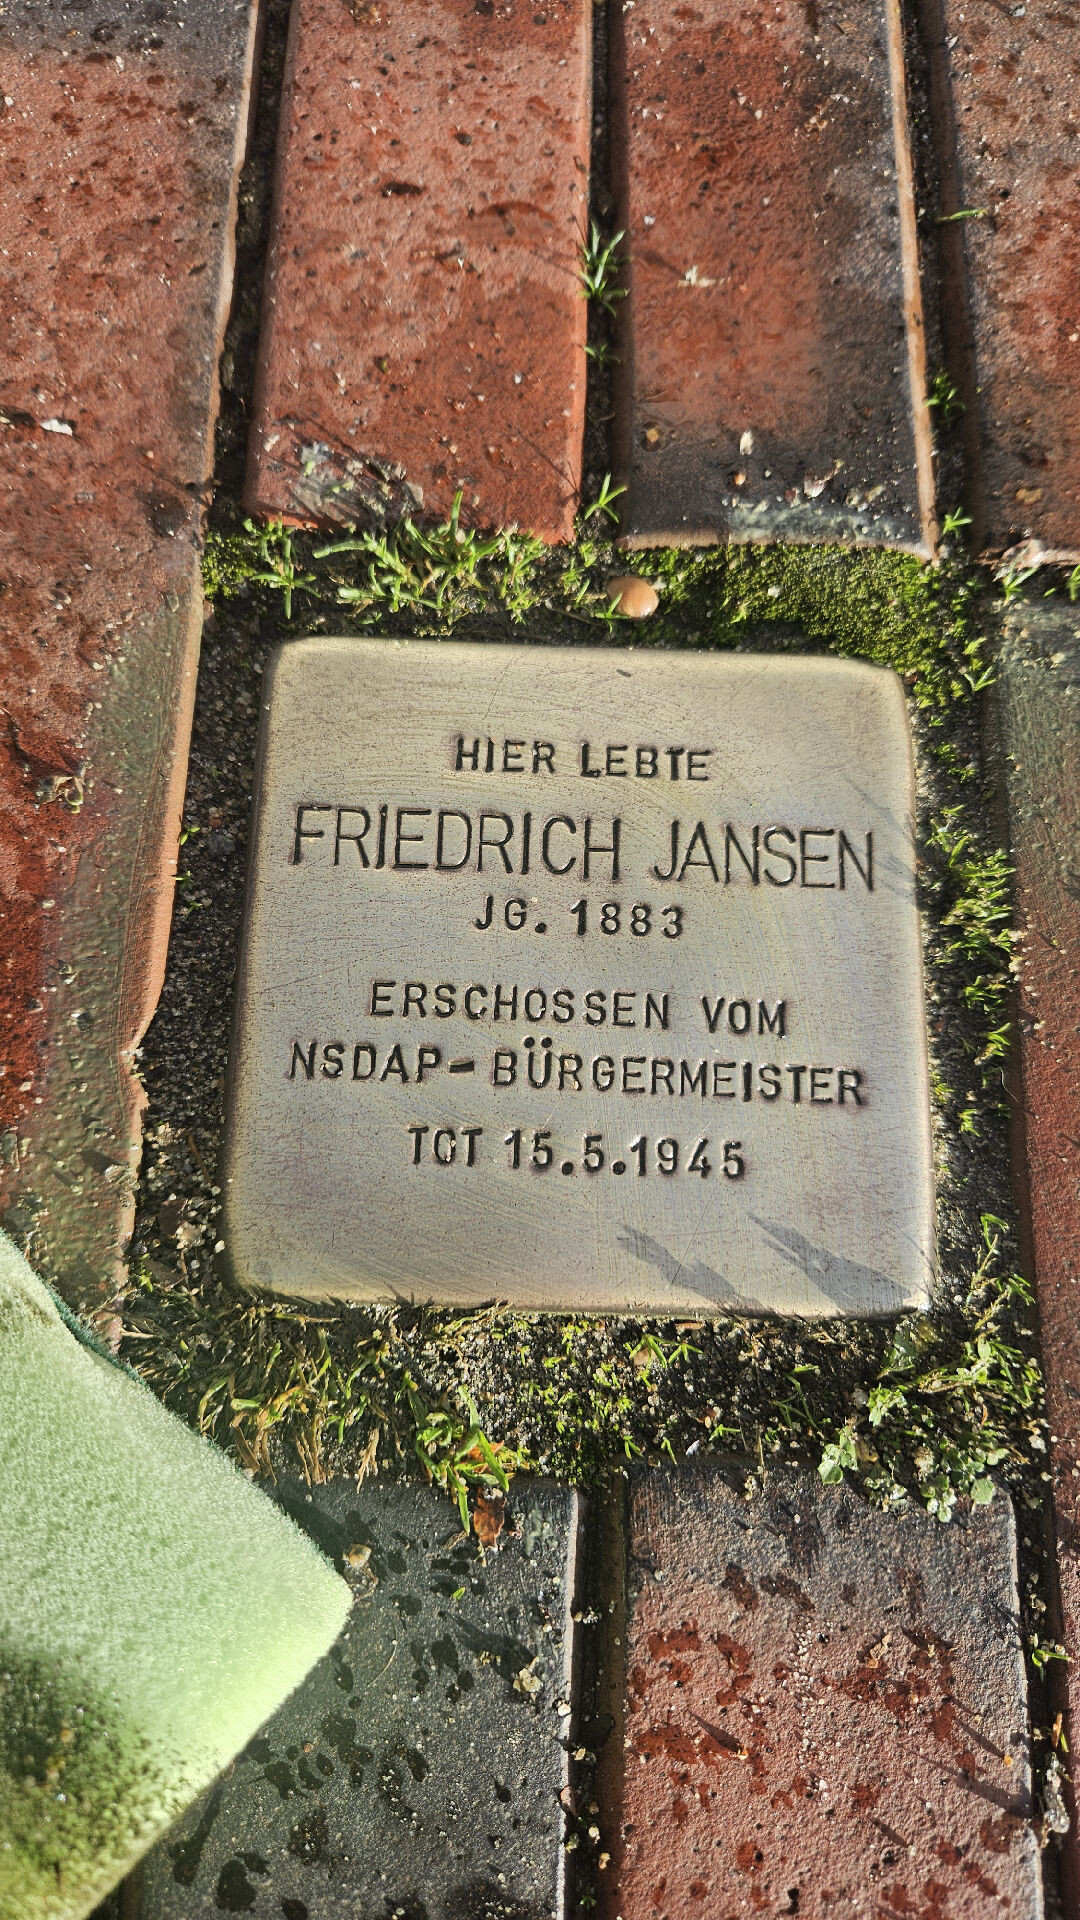 HIER LEBTE
FRIEDRICH JANSEN
JG. 1883
ERSCHOSSEN VOM
NSDAP-BÜRGERMEISTER
TOT 15.5.1945